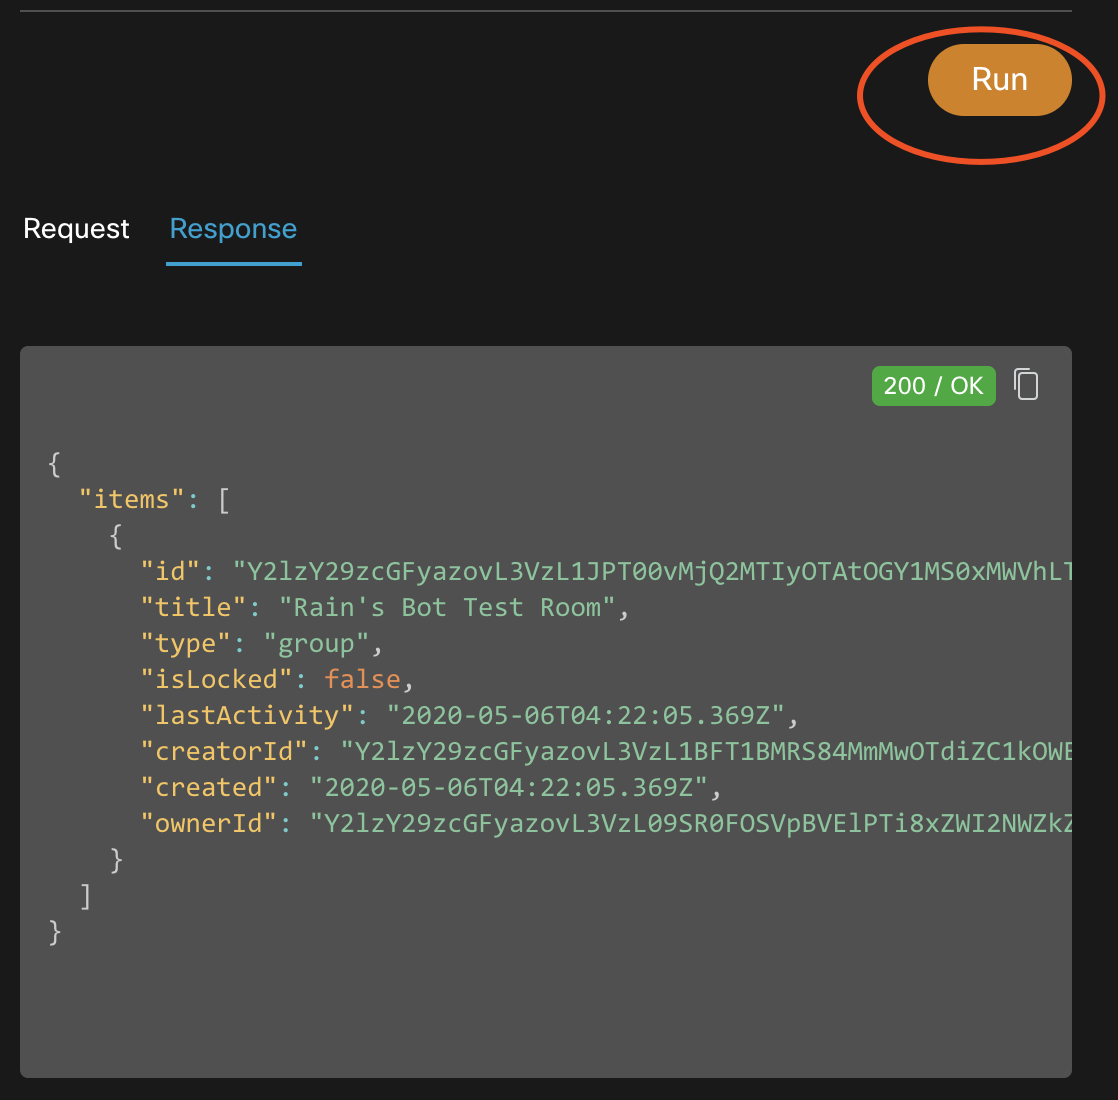 Run
Request Response
200 / OK
{
"items": [
{
"id": "Y2lzY29zcGFyazovL3VzL1JPT00vMjQ2MTIyOTAtOGY1MS0xMWVhLT
"title": "Rain's Bot Test Room",
"type": "group",
"isLocked": false,
"lastActivity": "2020-05-06T04:22:05.369Z",
"creatorId": "Y2lzY29zcGFyazovL3VzL1BFT1BMRS84MmMwOTdiZC1kOWE
"created": "2020-05-06T04:22:05.369Z",
"ownerId": "Y2lzY29zcGFyazovL3VzL09SR0FOSVpBVElPTi8xZWI2NWZkZ
}
]
}